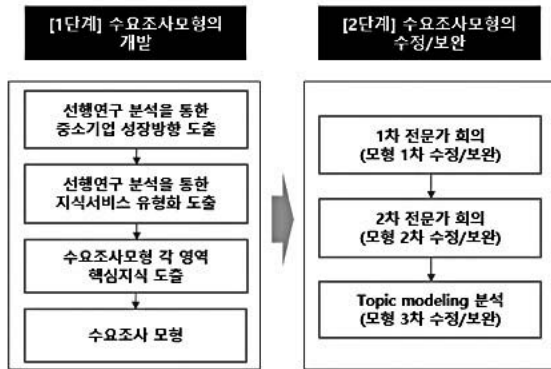 [1단계] 수요조사모형의
개발
선행연구 분석을 통한
중소기업 성장방향 도출
선행연구 분석을 통한
지식서비스 유형화 도출
수요조사모형 각 영역
핵심지식 도출
수요조사 모형
[2단계] 수요조사모형의
수정/보완
1차 전문가 회의
(모형 1차 수정/보완)
2차 전문가 회의
(모형 2차 수정/보완)
Topic modeling 분석
(모형 3차 수정/보완)